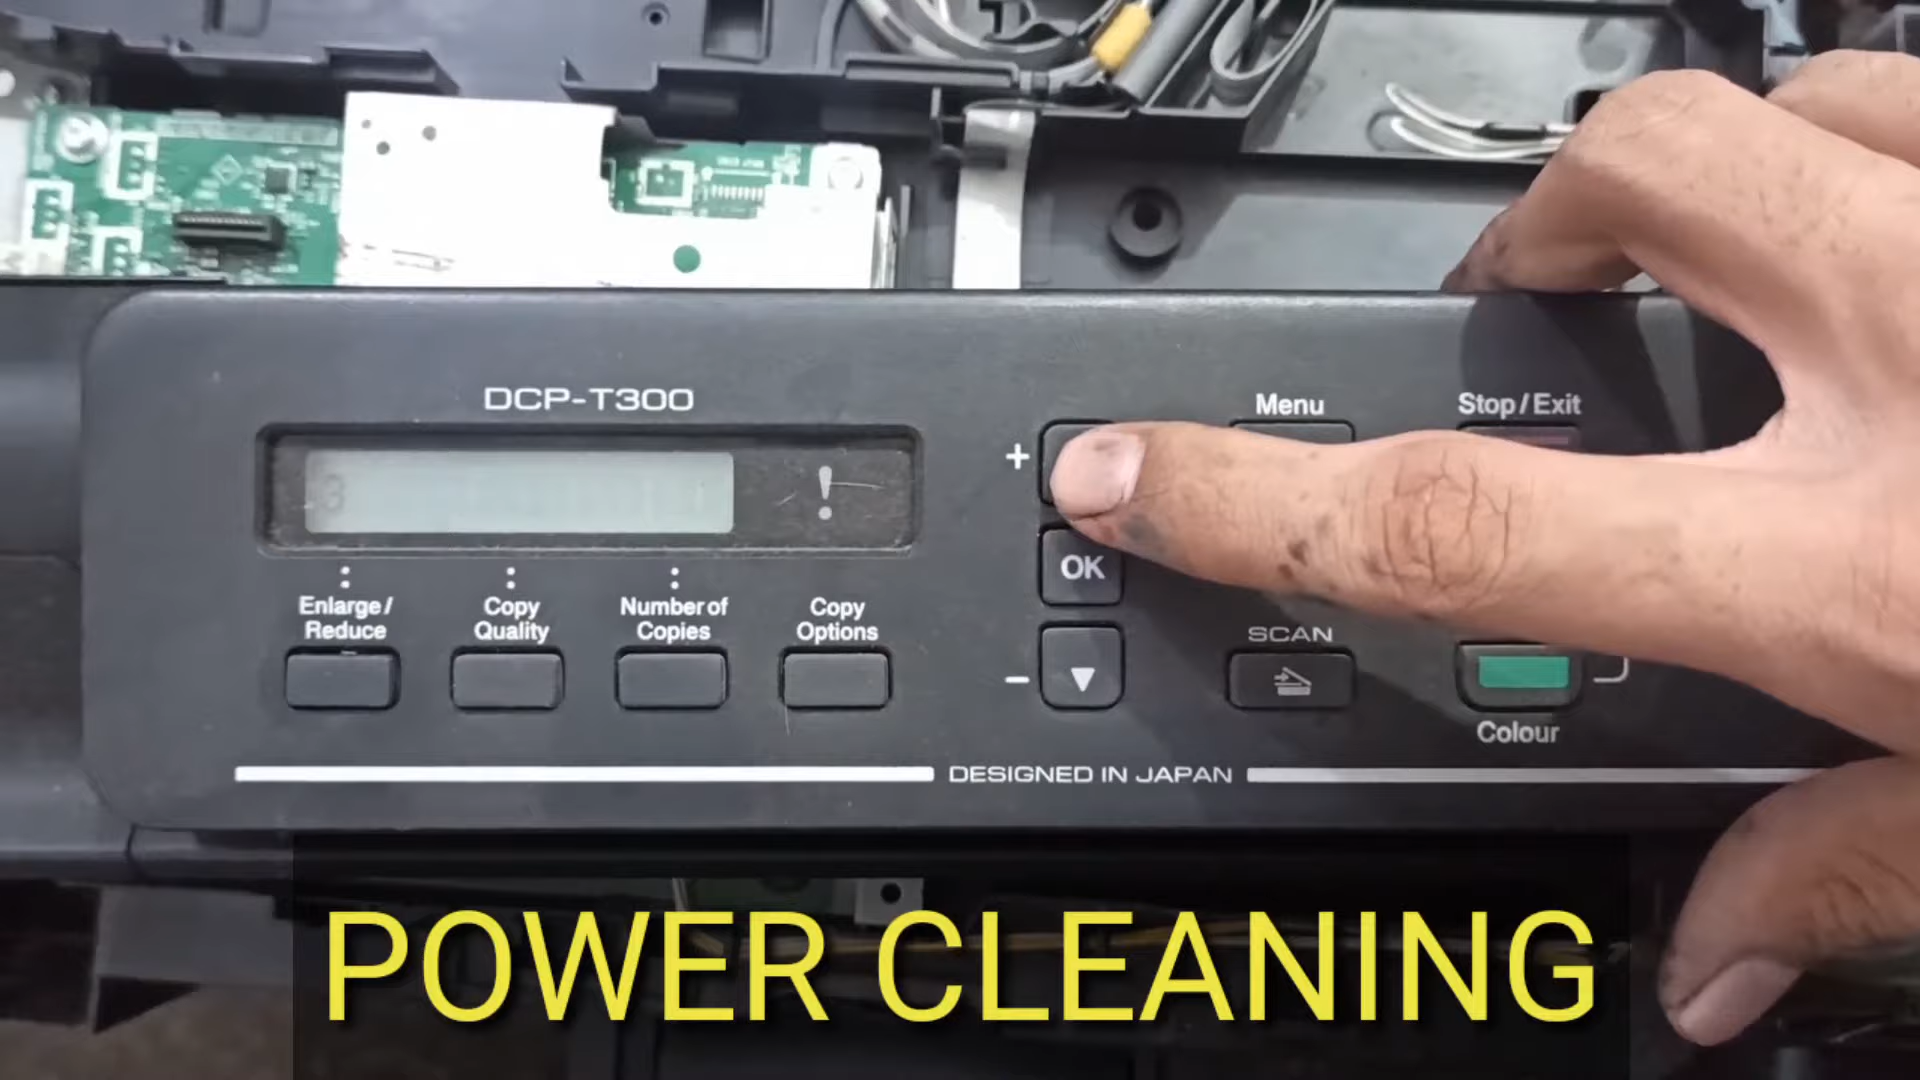 DCP-T300
3
+
Menu
Stop/Exit
OK
Enlarge/
Reduce
Copy
Quality
Number of
Copies
Copy
Options
SCAN
-
Colour
DESIGNED IN JAPAN
POWER CLEANING